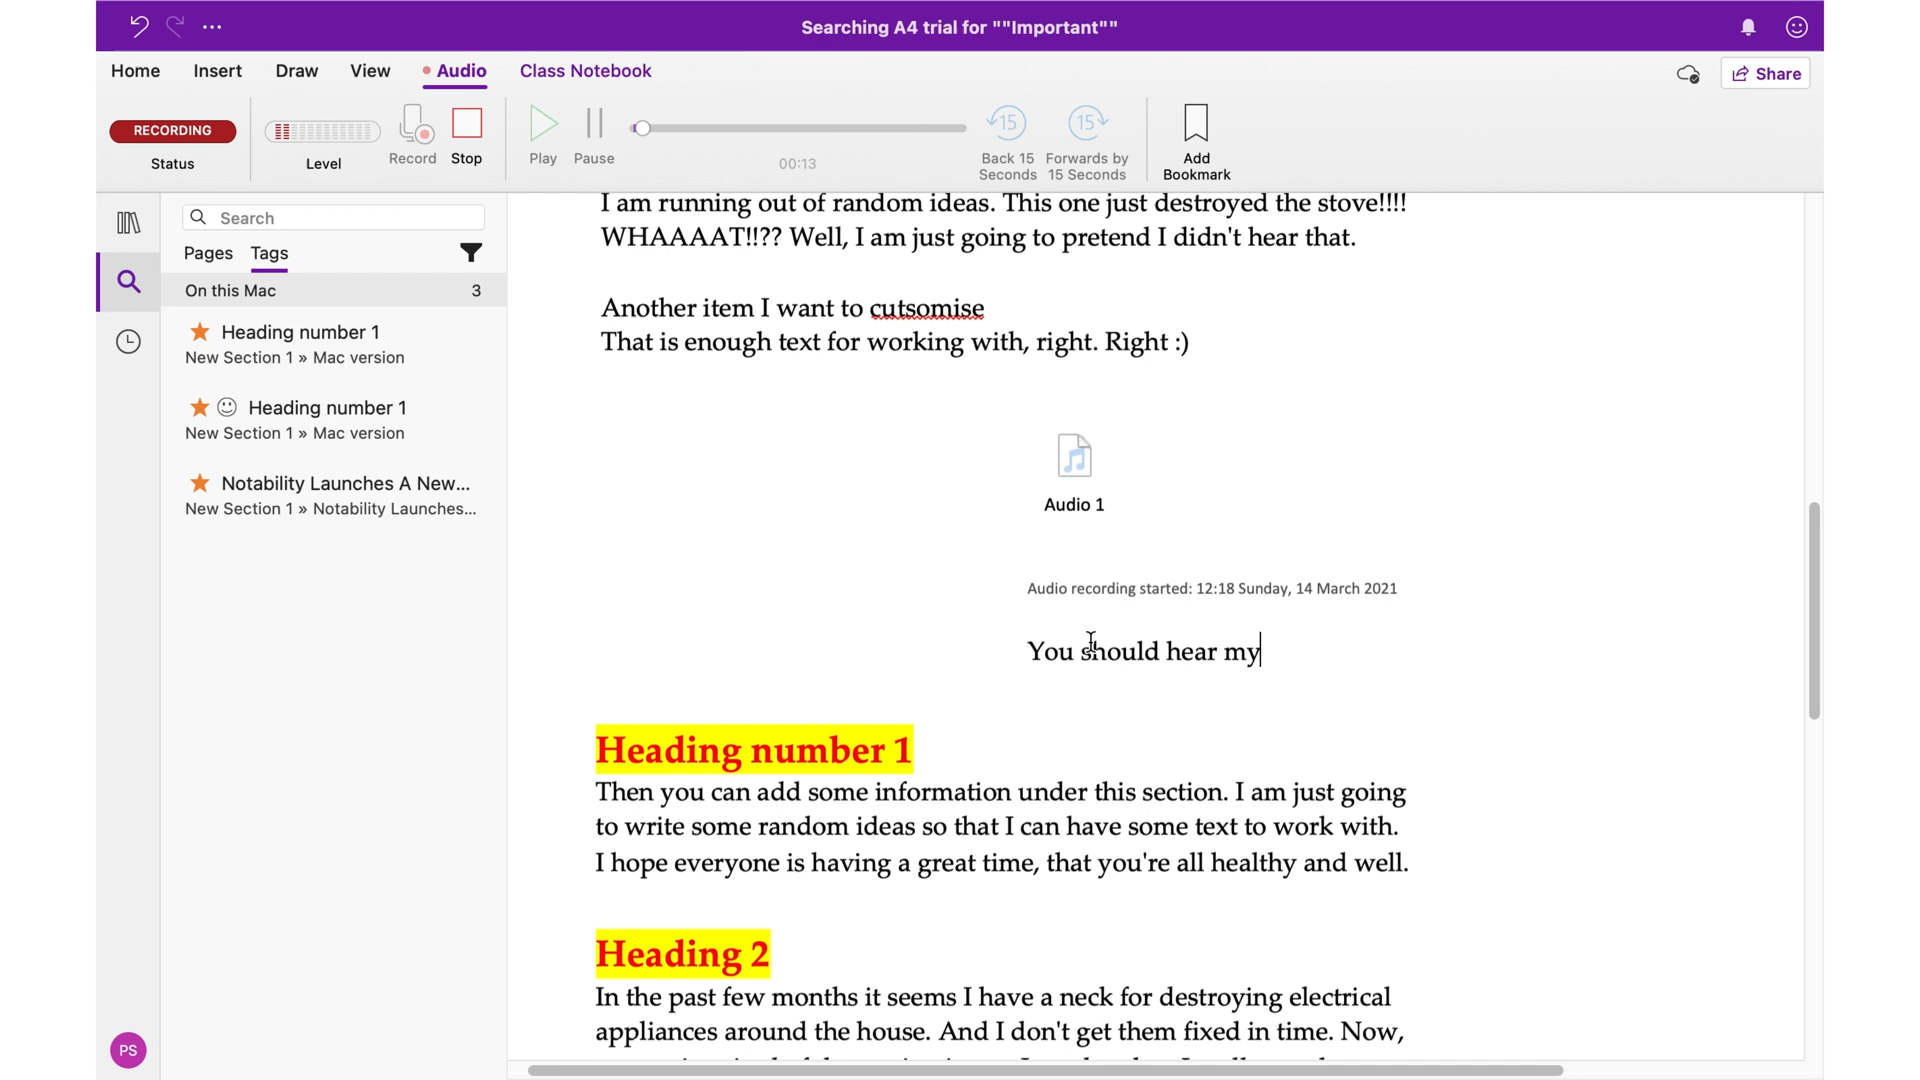 Searching A4 trial for ""Important""
Home Insert Draw View Audio Class Notebook
Share
RECORDING
Status
Level
Record
Stop
Play
Pause
00:13
15
Back 15
Seconds
15
Forwards by
15 Seconds
Add
Bookmark
Search
Pages Tags
On this Mac 3
Heading number 1
New Section 1 » Mac version
Heading number 1
New Section 1 » Mac version
Notability Launches A New...
New Section 1 » Notability Launches...
PS
I am running out of random ideas. This one just destroyed the stove!!!!
WHAAAAT!!?? Well, I am just going to pretend I didn't hear that.
Another item I want to cutsomise
That is enough text for working with, right. Right :)
Audio 1
Audio recording started: 12:18 Sunday, 14 March 2021
You should hear my
Heading number 1
Then you can add some information under this section. I am just going
to write some random ideas so that I can have some text to work with.
I hope everyone is having a great time, that you're all healthy and well.
Heading 2
In the past few months it seems I have a neck for destroying electrical
appliances around the house. And I don't get them fixed in time. Now,